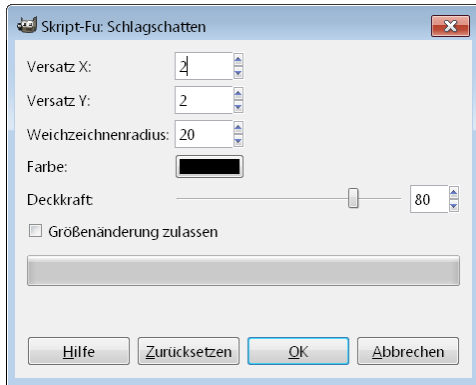 Skript-Fu: Schlagschatten
Versatz X: 2
Versatz Y: 2
Weichzeichnenradius: 20
Farbe:
Deckkraft: 80
Größenänderung zulassen
Hilfe Zurücksetzen OK Abbrechen